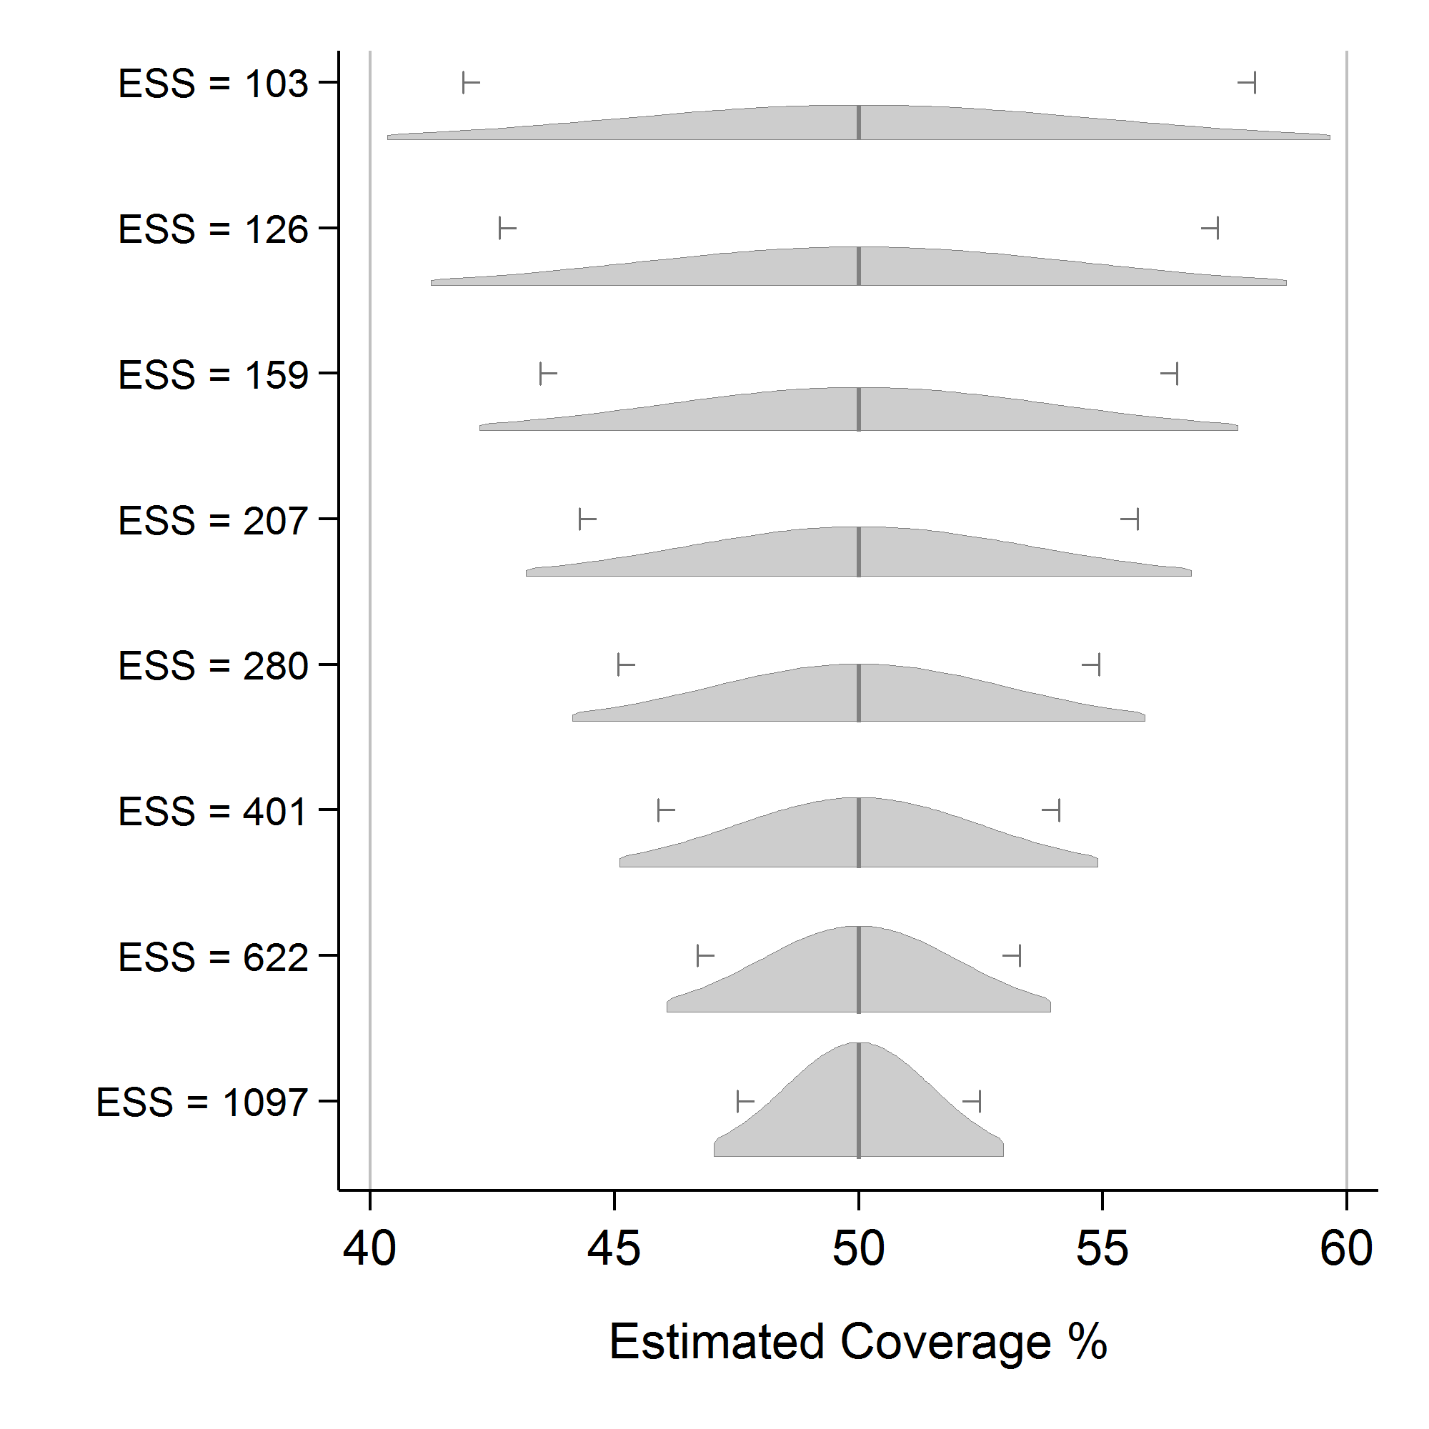 ESS = 103
ESS = 126
ESS = 159
ESS = 207
ESS = 280
ESS = 401
ESS = 622
ESS = 1097
40 45 50 55 60
Estimated Coverage %